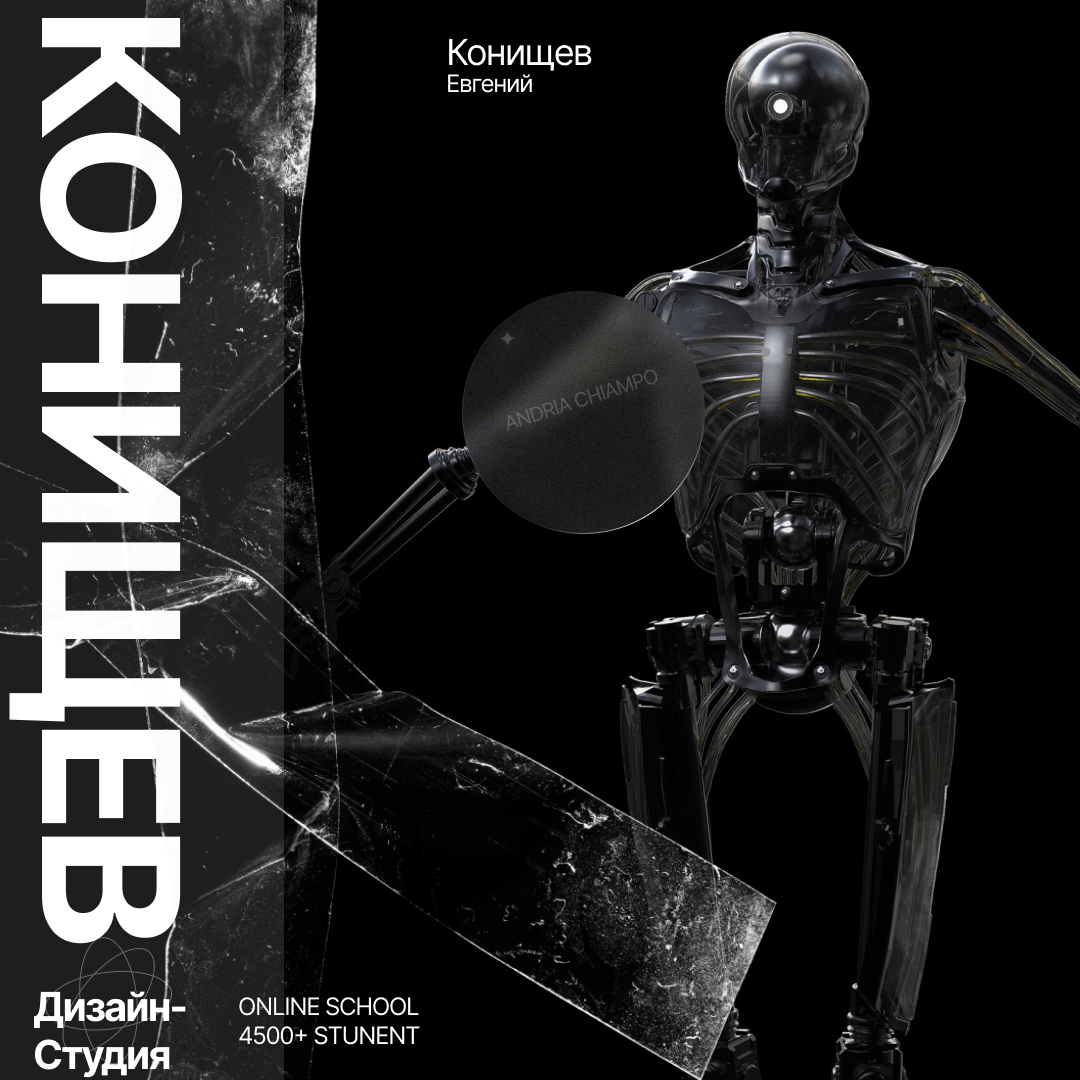 КОНИЩЕВ
Конищев
Евгений
ANDRIA CHIAMPO
Дизайн-
Студия
ONLINE SCHOOL
4500+ STUNENT